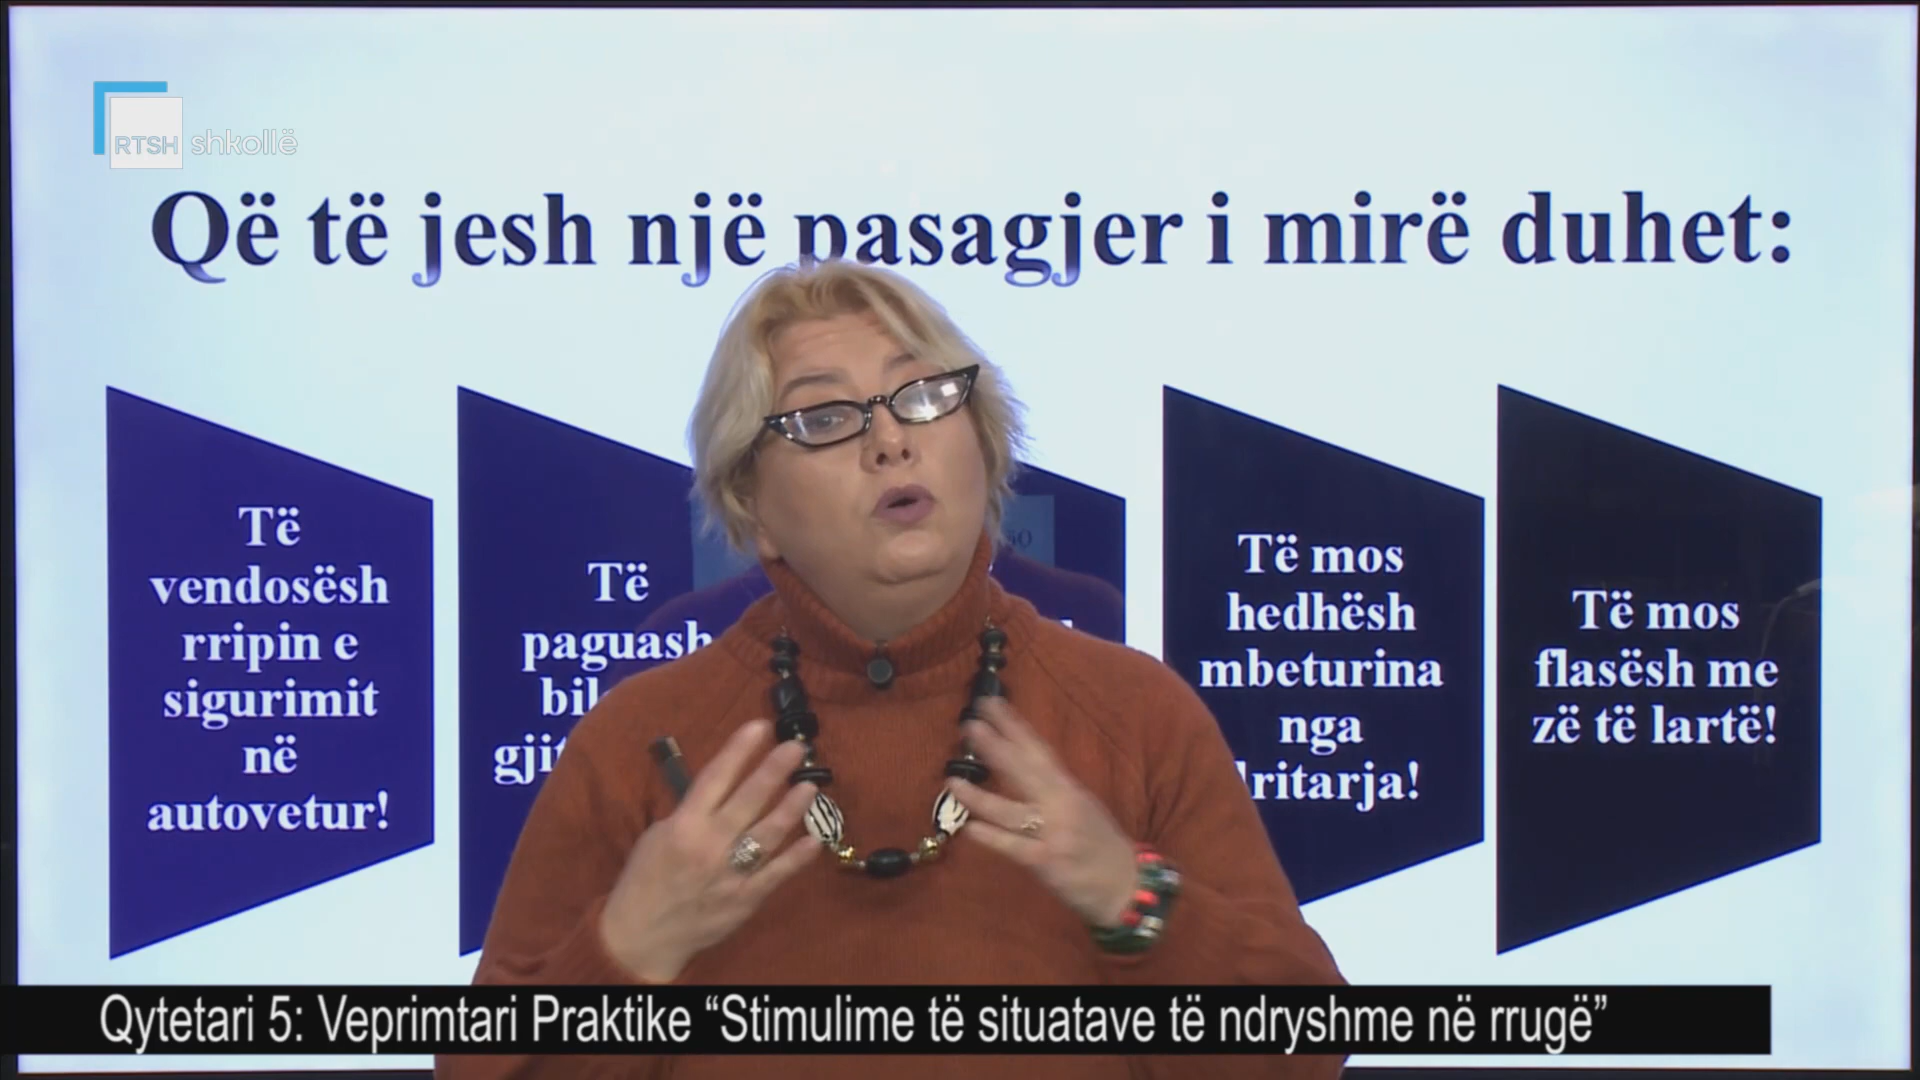 RTSH shkollë
Që të jesh një pasagjer i mirë duhet:
Të
vendosësh
rripin e
sigurimit
në
autovetur!
Të
paguash
Të mos
hedhësh
mbeturina
nga
Të mos
flasësh me
zë të lartë!
Qytetari 5: Veprimtari Praktike “Stimulime të situatave të ndryshme në rrugë”